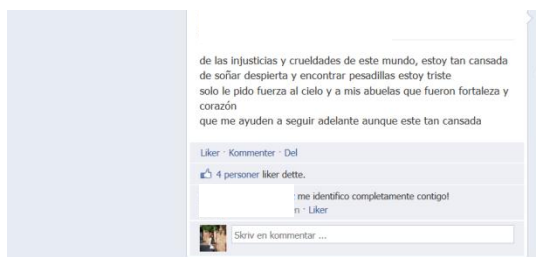 de las injusticias y crueldades de este mundo, estoy tan cansada
de soñar despierta y encontrar pesadillas estoy triste
solo le pido fuerza al cielo y a mis abuelas que fueron fortaleza y
corazón
que me ayuden a seguir adelante aunque este tan cansada
Liker · Kommenter · Del
4 personer liker dette.
me identifico completamente contigo!
n · Liker
Skriv en kommentar ...